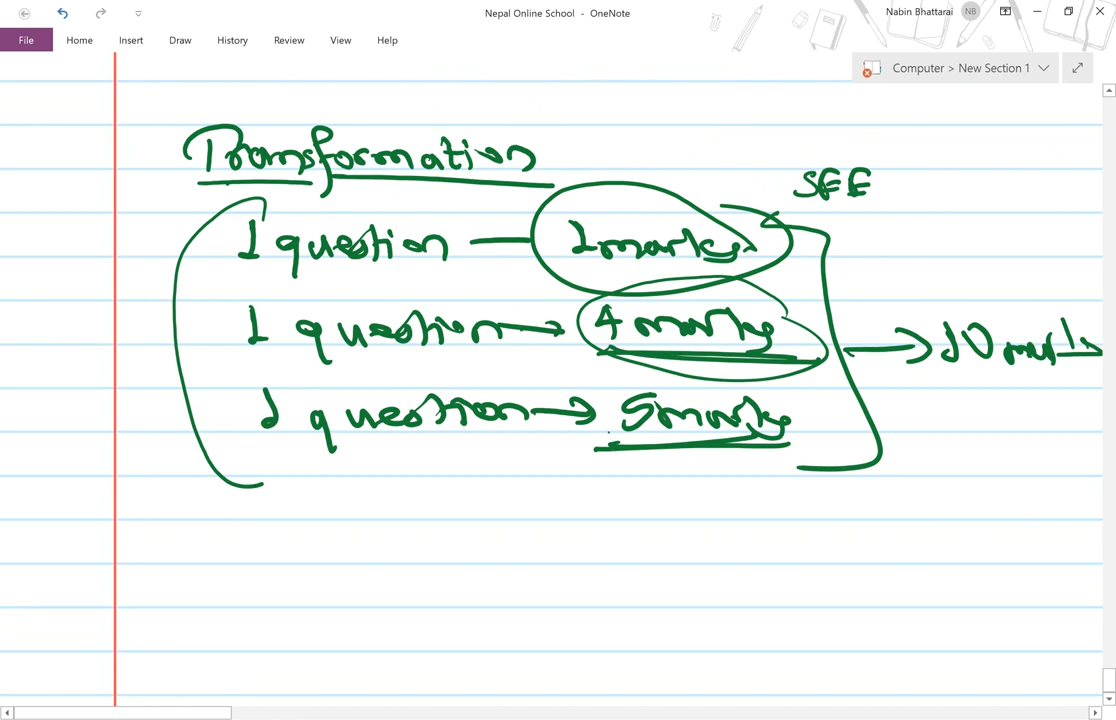 Nepal Online School - OneNote
Nabin Bhattarai NB
File Home Insert Draw History Review View Help
Computer > New Section 1
Transformation
SEE
1 question — 1 marks
1 question → 4 marks
→ 10 marks
1 question → 5 marks